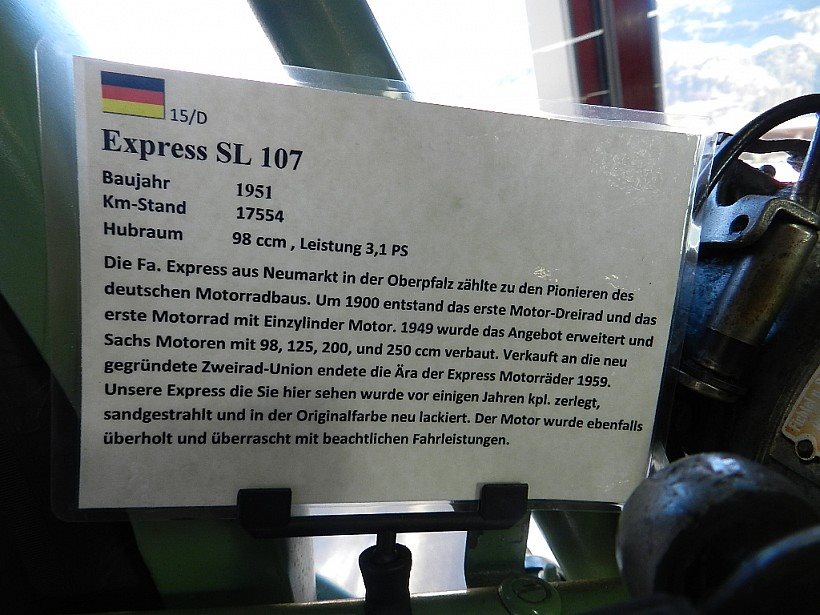 15/D
Express SL 107
Baujahr 1951
Km-Stand 17554
Hubraum 98 ccm , Leistung 3,1 PS
Die Fa. Express aus Neumarkt in der Oberpfalz zählte zu den Pionieren des
deutschen Motorradbaus. Um 1900 entstand das erste Motor-Dreirad und das
erste Motorrad mit Einzylinder Motor. 1949 wurde das Angebot erweitert und
Sachs Motoren mit 98, 125, 200, und 250 ccm verbaut. Verkauft an die neu
gegründete Zweirad-Union endete die Ära der Express Motorräder 1959.
Unsere Express die Sie hier sehen wurde vor einigen Jahren kpl. zerlegt,
sandgestrahlt und in der Originalfarbe neu lackiert. Der Motor wurde ebenfalls
überholt und überrascht mit beachtlichen Fahrleistungen.